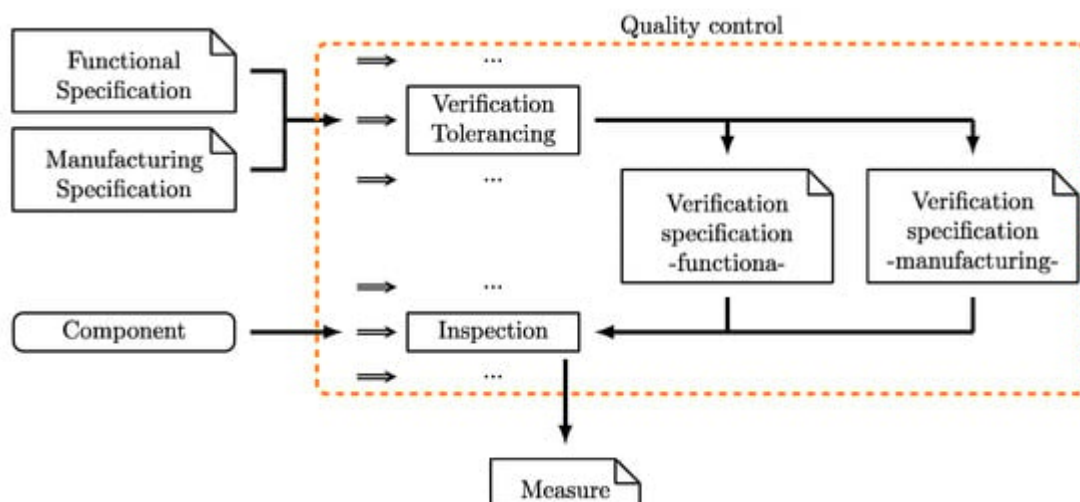 Quality control
Functional
Specification
Manufacturing
Specification
...
Verification
Tolerancing
...
Verification
specification
-functiona-
Verification
specification
-manufacturing-
...
Component
Inspection
...
Measure